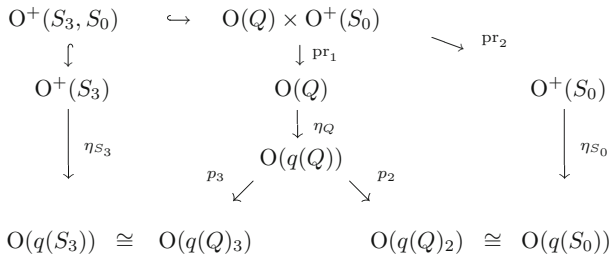 O⁺(S₃, S₀) ↪ O(Q) × O⁺(S₀)
pr₁ pr₂
O⁺(S₃) O(Q) O⁺(S₀)
η_{S₃} η_Q η_{S₀}
O(q(Q))
p₃ p₂
O(q(S₃)) ≅ O(q(Q)₃) O(q(Q)₂) ≅ O(q(S₀))